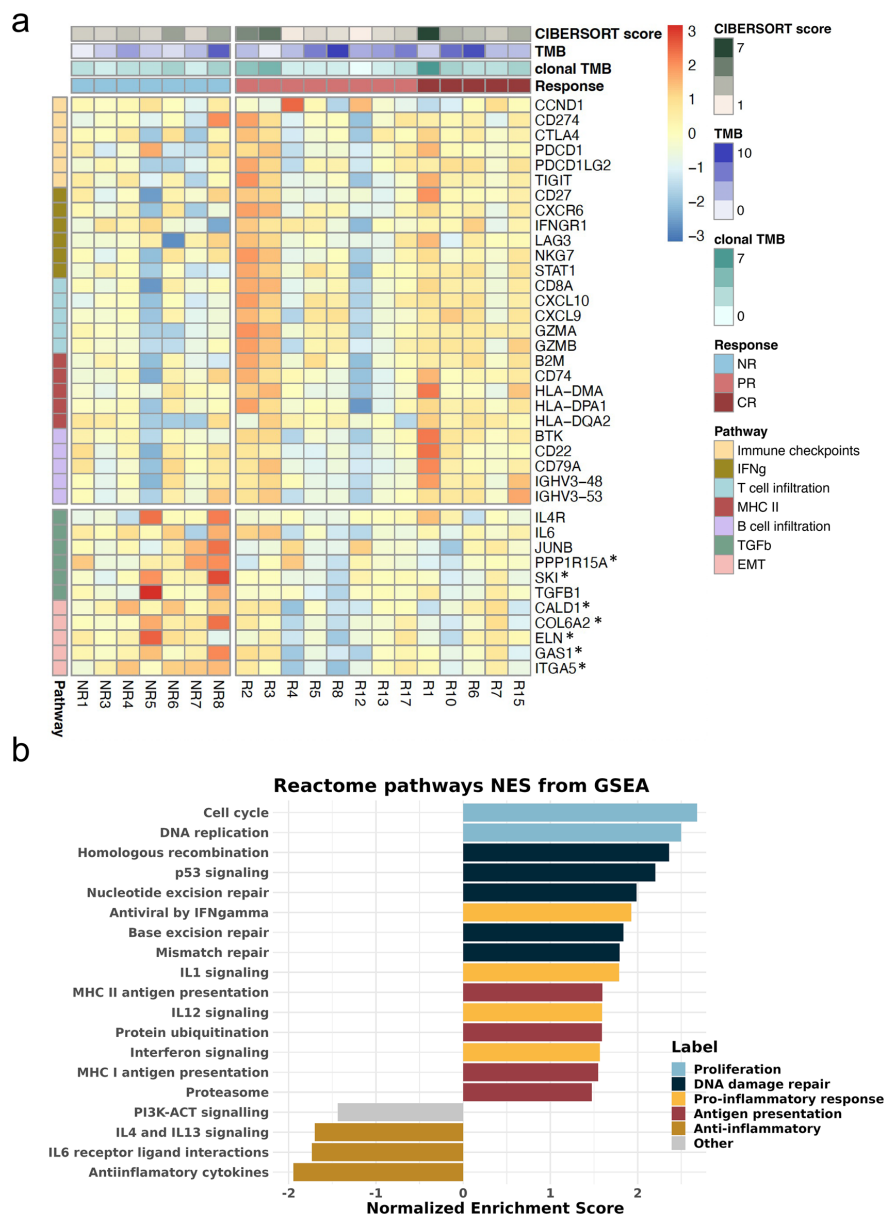 a
CIBERSORT score
TMB
clonal TMB
Response
CCND1
CD274
CTLA4
PDCD1
PDCD1LG2
TIGIT
CD27
CXCR6
IFNGR1
LAG3
NKG7
STAT1
CD8A
CXCL10
CXCL9
GZMA
GZMB
B2M
CD74
HLA−DMA
HLA−DPA1
HLA−DQA2
BTK
CD22
CD79A
IGHV3−48
IGHV3−53
IL4R
IL6
JUNB
PPP1R15A*
SKI*
TGFB1
CALD1*
COL6A2*
ELN*
GAS1*
ITGA5*
Pathway
NR1
NR3
NR4
NR5
NR6
NR7
NR8
R2
R3
R4
R5
R8
R12
R13
R17
R1
R10
R6
R7
R15
3
2
1
0
−1
−2
−3
CIBERSORT score
7
1
TMB
10
0
clonal TMB
7
0
Response
NR
PR
CR
Pathway
Immune checkpoints
IFNg
T cell infiltration
MHC II
B cell infiltration
TGFb
EMT
b
Reactome pathways NES from GSEA
Cell cycle
DNA replication
Homologous recombination
p53 signaling
Nucleotide excision repair
Antiviral by IFNgamma
Base excision repair
Mismatch repair
IL1 signaling
MHC II antigen presentation
IL12 signaling
Protein ubiquitination
Interferon signaling
MHC I antigen presentation
Proteasome
PI3K-ACT signalling
IL4 and IL13 signaling
IL6 receptor ligand interactions
Antiinflamatory cytokines
-2
-1
0
1
2
Normalized Enrichment Score
Label
Proliferation
DNA damage repair
Pro-inflammatory response
Antigen presentation
Anti-inflammatory
Other